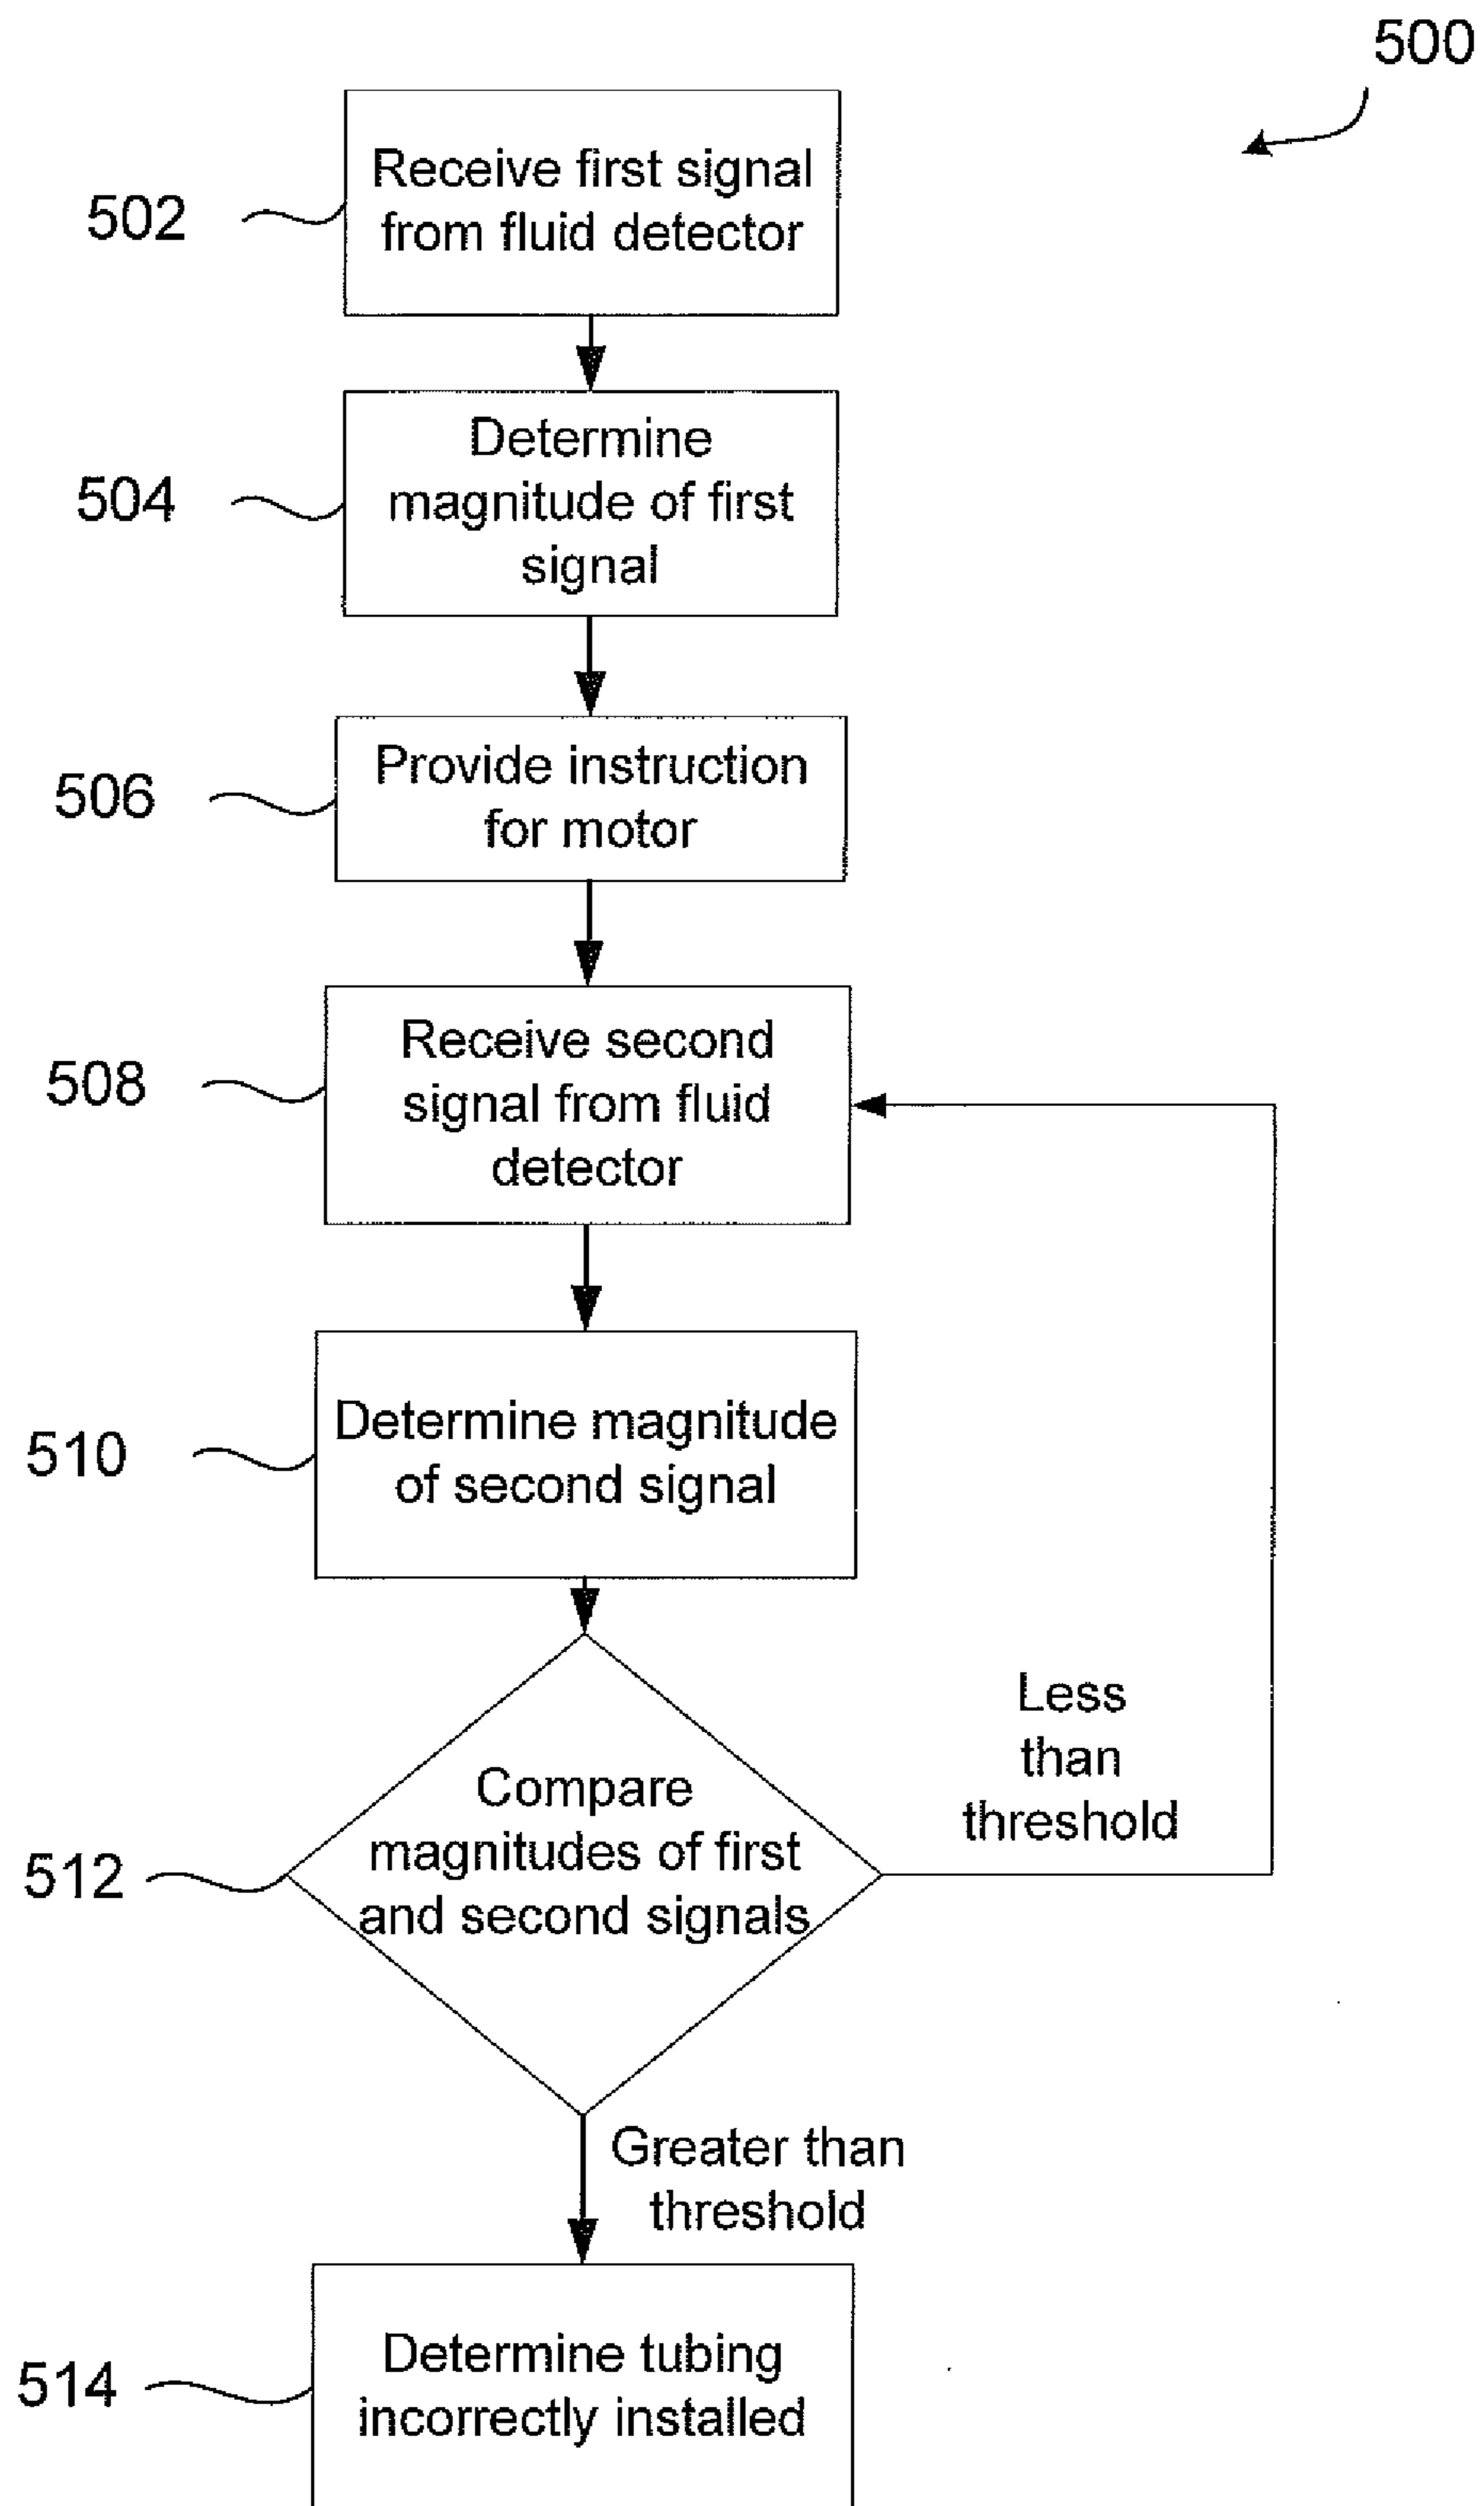 500
Receive first signal
from fluid detector
502
Determine
magnitude of first
signal
504
Provide instruction
for motor
506
Receive second
signal from fluid
detector
508
Determine magnitude
of second signal
510
Less
than
threshold
Compare
magnitudes of first
and second signals
512
Greater than
threshold
Determine tubing
incorrectly installed
514